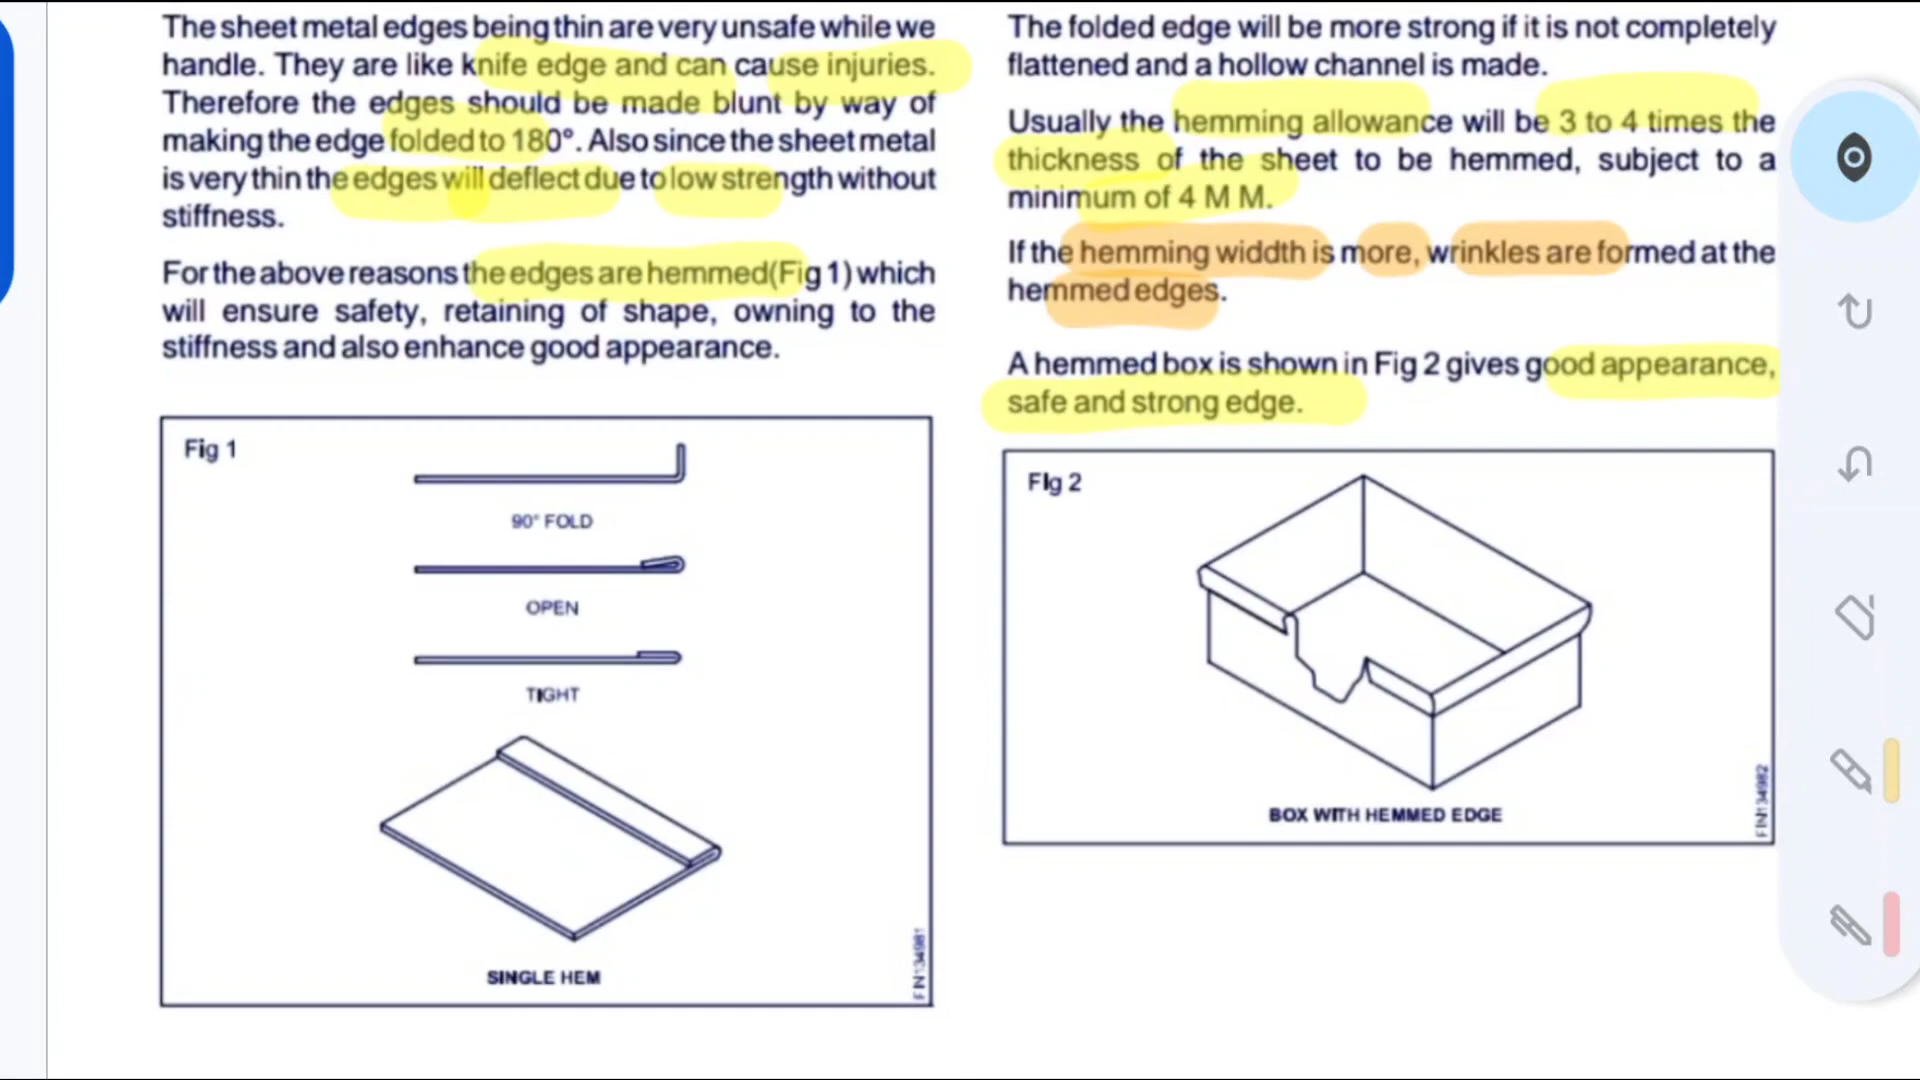 The sheet metal edges being thin are very unsafe while we
handle. They are like knife edge and can cause injuries.
Therefore the edges should be made blunt by way of
making the edge folded to 180°. Also since the sheet metal
is very thin the edges will deflect due to low strength without
stiffness.
For the above reasons the edges are hemmed(Fig 1) which
will ensure safety, retaining of shape, owning to the
stiffness and also enhance good appearance.
Fig 1
90° FOLD
OPEN
TIGHT
SINGLE HEM
FIN134981
The folded edge will be more strong if it is not completely
flattened and a hollow channel is made.
Usually the hemming allowance will be 3 to 4 times the
thickness of the sheet to be hemmed, subject to a
minimum of 4 M M.
If the hemming widdth is more, wrinkles are formed at the
hemmed edges.
A hemmed box is shown in Fig 2 gives good appearance,
safe and strong edge.
FIg 2
BOX WITH HEMMED EDGE
FIN134982